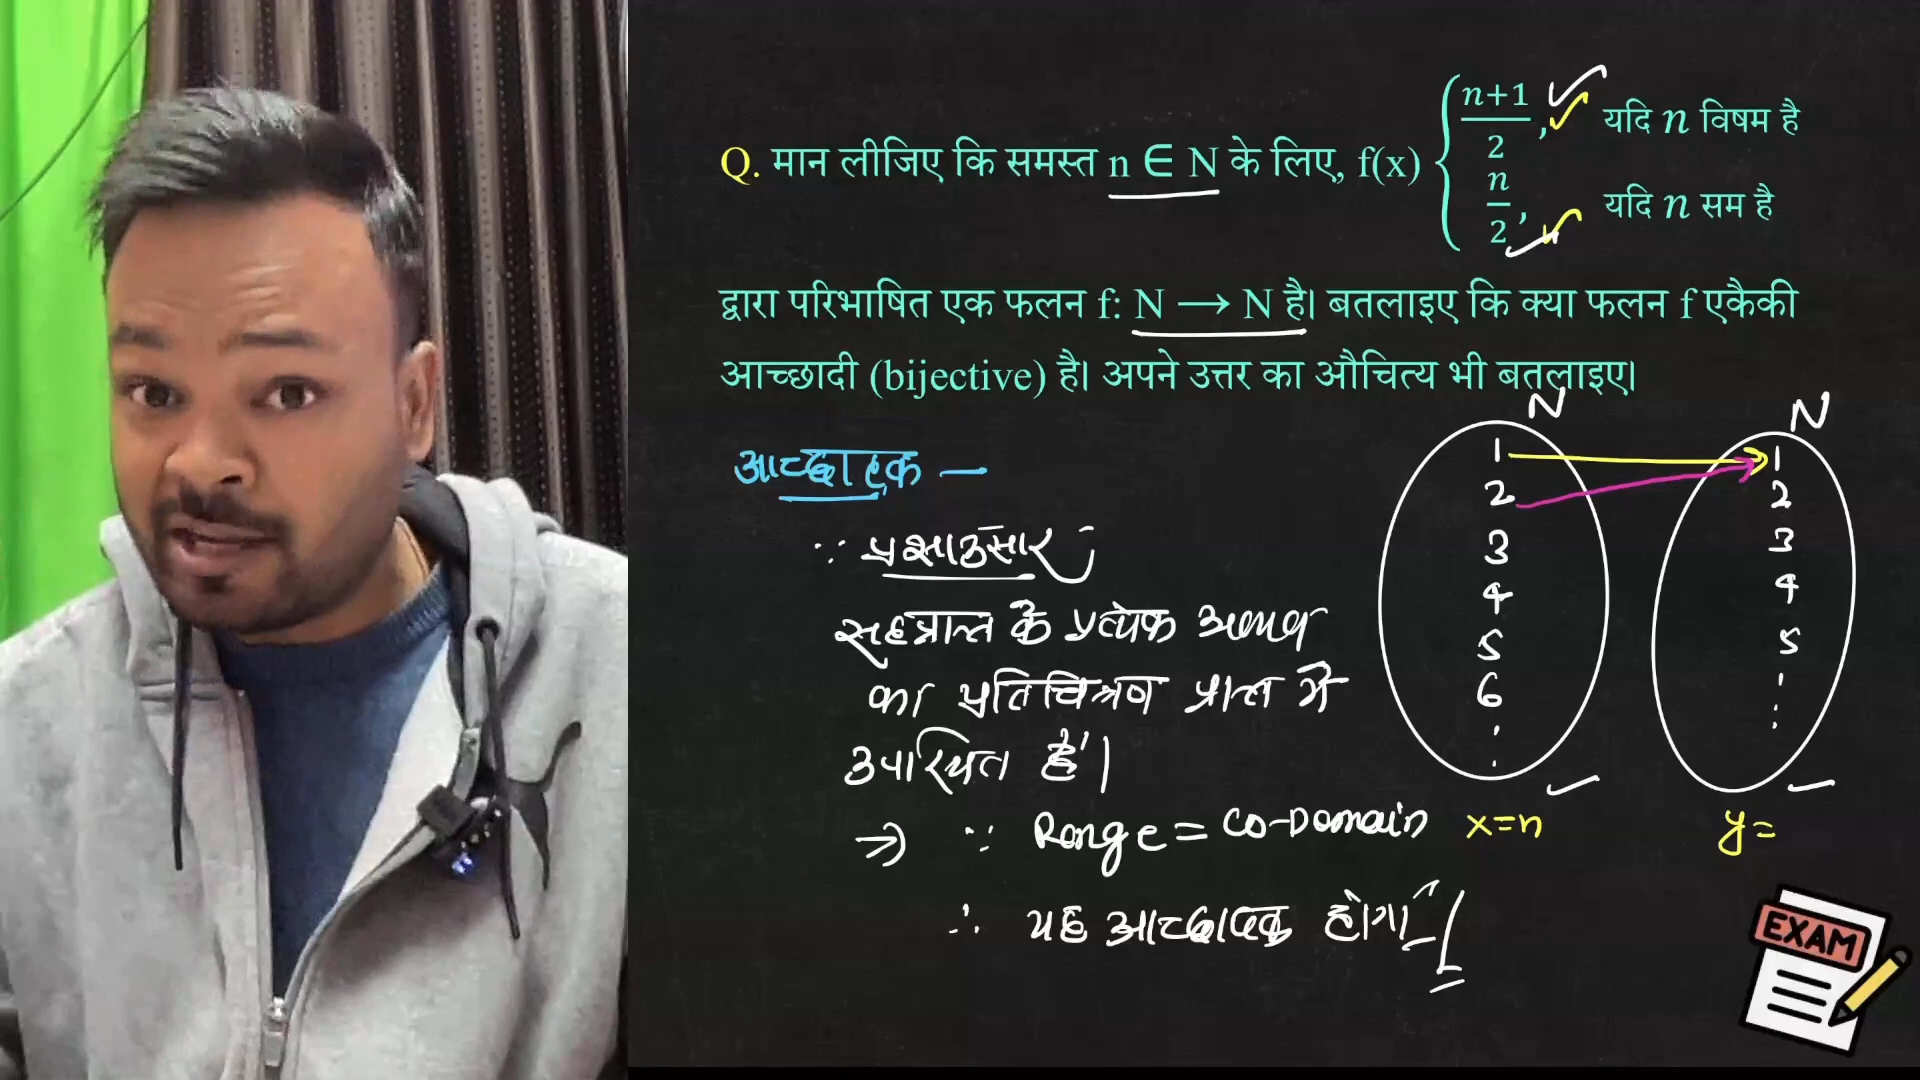 Q. मान लीजिए कि समस्त n ∈ N के लिए, f(x) { n+1/2, यदि n विषम है
n/2, यदि n सम है
द्वारा परिभाषित एक फलन f: N → N है। बतलाइए कि क्या फलन f एकैकी
आच्छादी (bijective) है। अपने उत्तर का औचित्य भी बतलाइए।
आच्छादक —
∵ प्रश्नानुसार,
सहप्रान्त के प्रत्येक अवयव
का प्रतिचित्रण प्रान्त में
उपस्थित है।
⇒ ∵ Range = Co-Domain
∴ यह आच्छादक होगा।
N
1
2
3
4
5
6
x=n
N
1
2
3
4
5
y=
EXAM